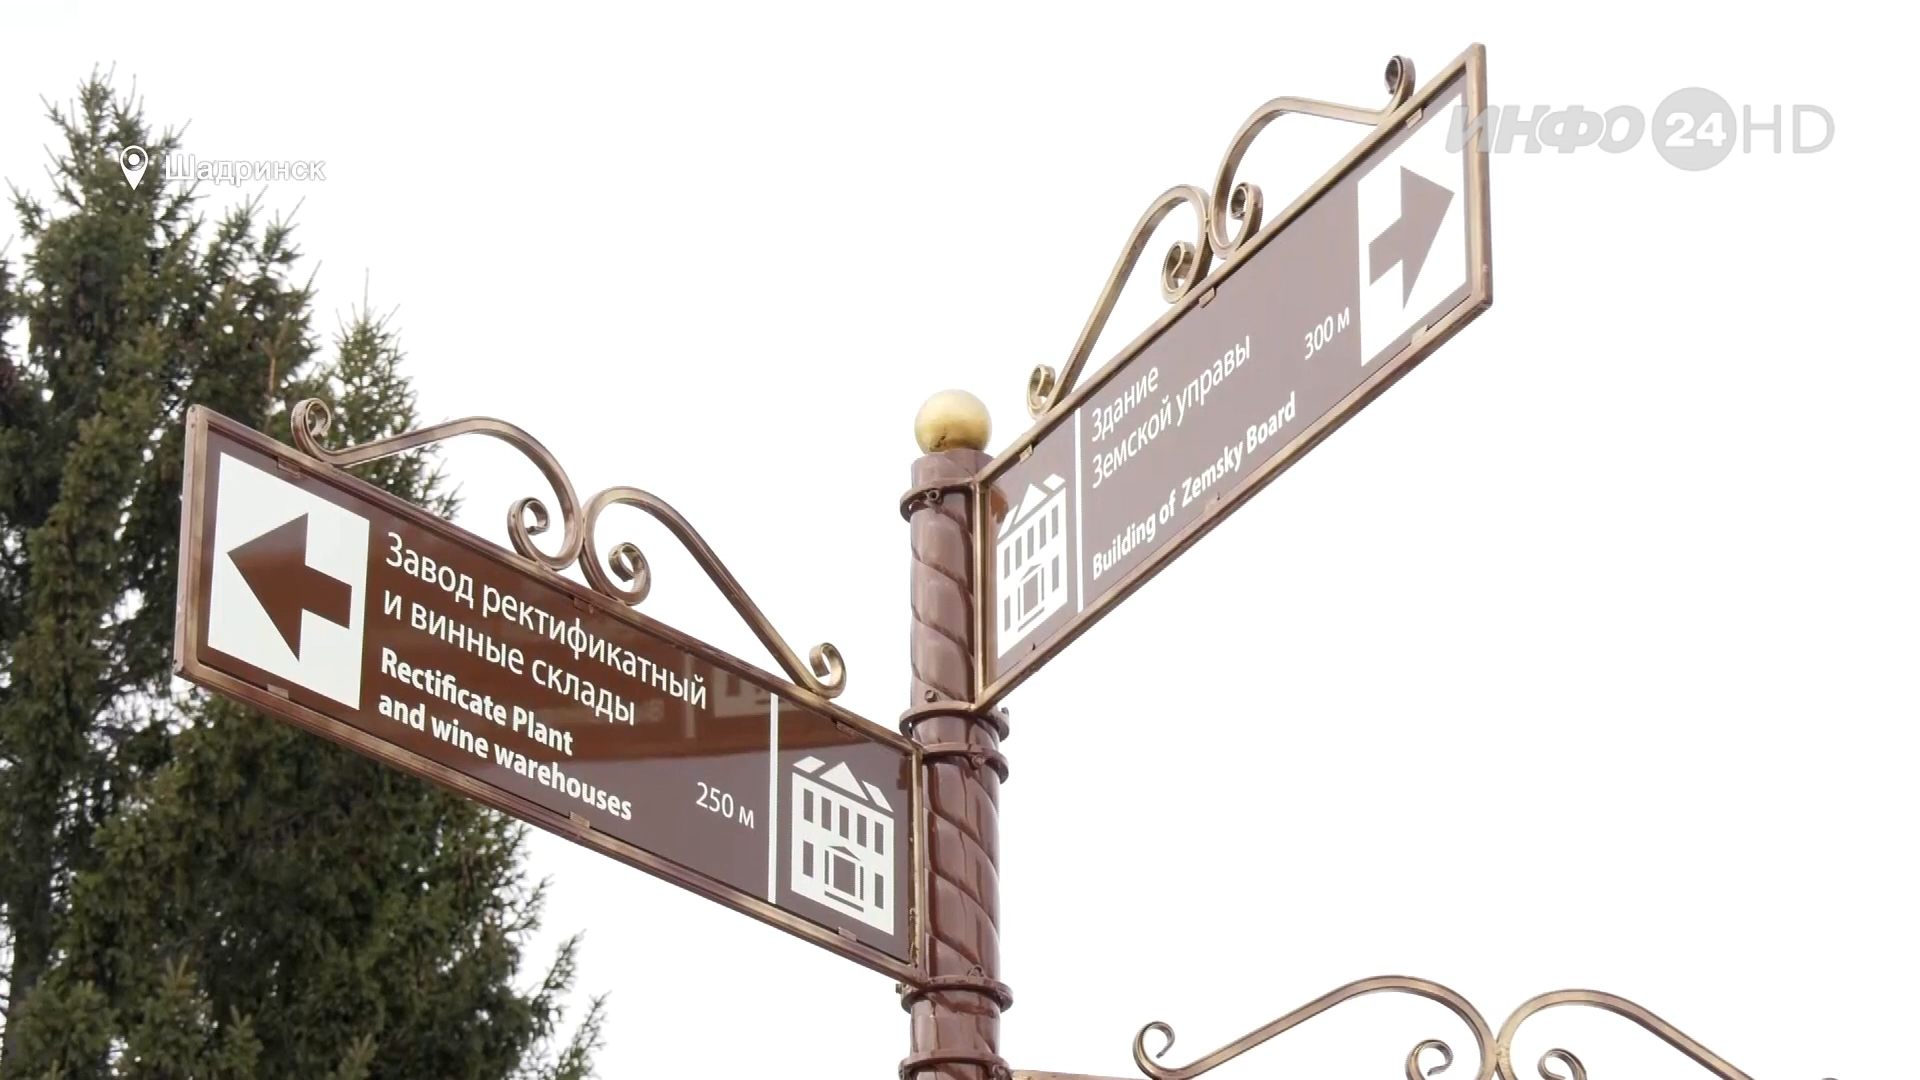 Шадринск
ИНФО 24 HD
Здание
Земской управы
300 м
Building of Zemsky Board
Завод ректификатный
и винные склады
Rectificate Plant
and wine warehouses
250 м